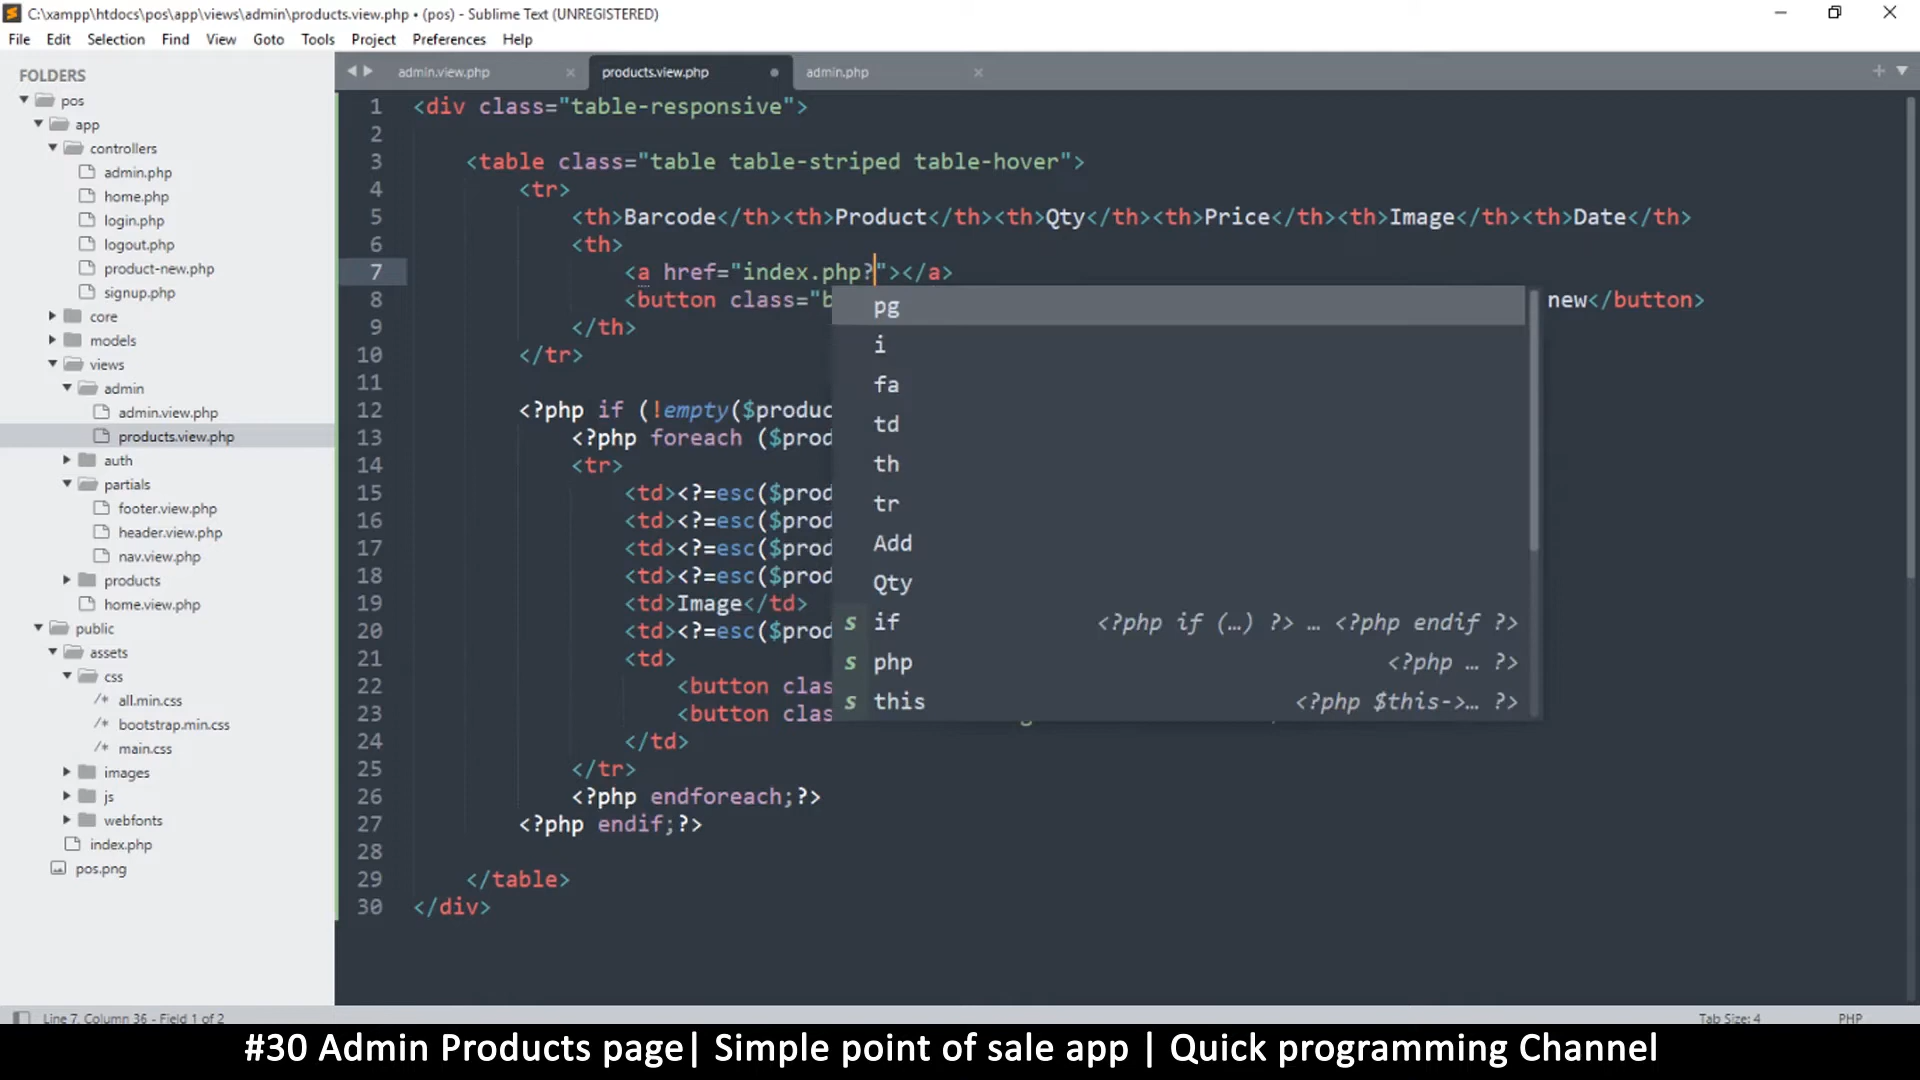 C:\xampp\htdocs\pos\app\views\admin\products.view.php • (pos) - Sublime Text (UNREGISTERED)
File Edit Selection Find View Goto Tools Project Preferences Help
FOLDERS
pos
app
controllers
admin.php
home.php
login.php
logout.php
product-new.php
signup.php
core
models
views
admin
admin.view.php
products.view.php
auth
partials
footer.view.php
header.view.php
nav.view.php
products
home.view.php
public
assets
css
/* all.min.css
/* bootstrap.min.css
/* main.css
images
js
webfonts
index.php
pos.png
admin.view.php products.view.php admin.php
1 <div class="table-responsive">
2
3 <table class="table table-striped table-hover">
4 <tr>
5 <th>Barcode</th><th>Product</th><th>Qty</th><th>Price</th><th>Image</th><th>Date</th>
6 <th>
7 <a href="index.php?"></a>
8 <button class="b new</button>
9 </th>
10 </tr>
11
12 <?php if (!empty($produc
13 <?php foreach ($prod
14 <tr>
15 <td><?=esc($prod
16 <td><?=esc($prod
17 <td><?=esc($prod
18 <td><?=esc($prod
19 <td>Image</td>
20 <td><?=esc($prod
21 <td>
22 <button clas
23 <button clas
24 </td>
25 </tr>
26 <?php endforeach;?>
27 <?php endif;?>
28
29 </table>
30 </div>
pg
i
fa
td
th
tr
Add
Qty
s if <?php if (…) ?> … <?php endif ?>
s php <?php … ?>
s this <?php $this->… ?>
Line 7, Column 36 - Field 1 of 2 Tab Size: 4 PHP
#30 Admin Products page| Simple point of sale app | Quick programming Channel